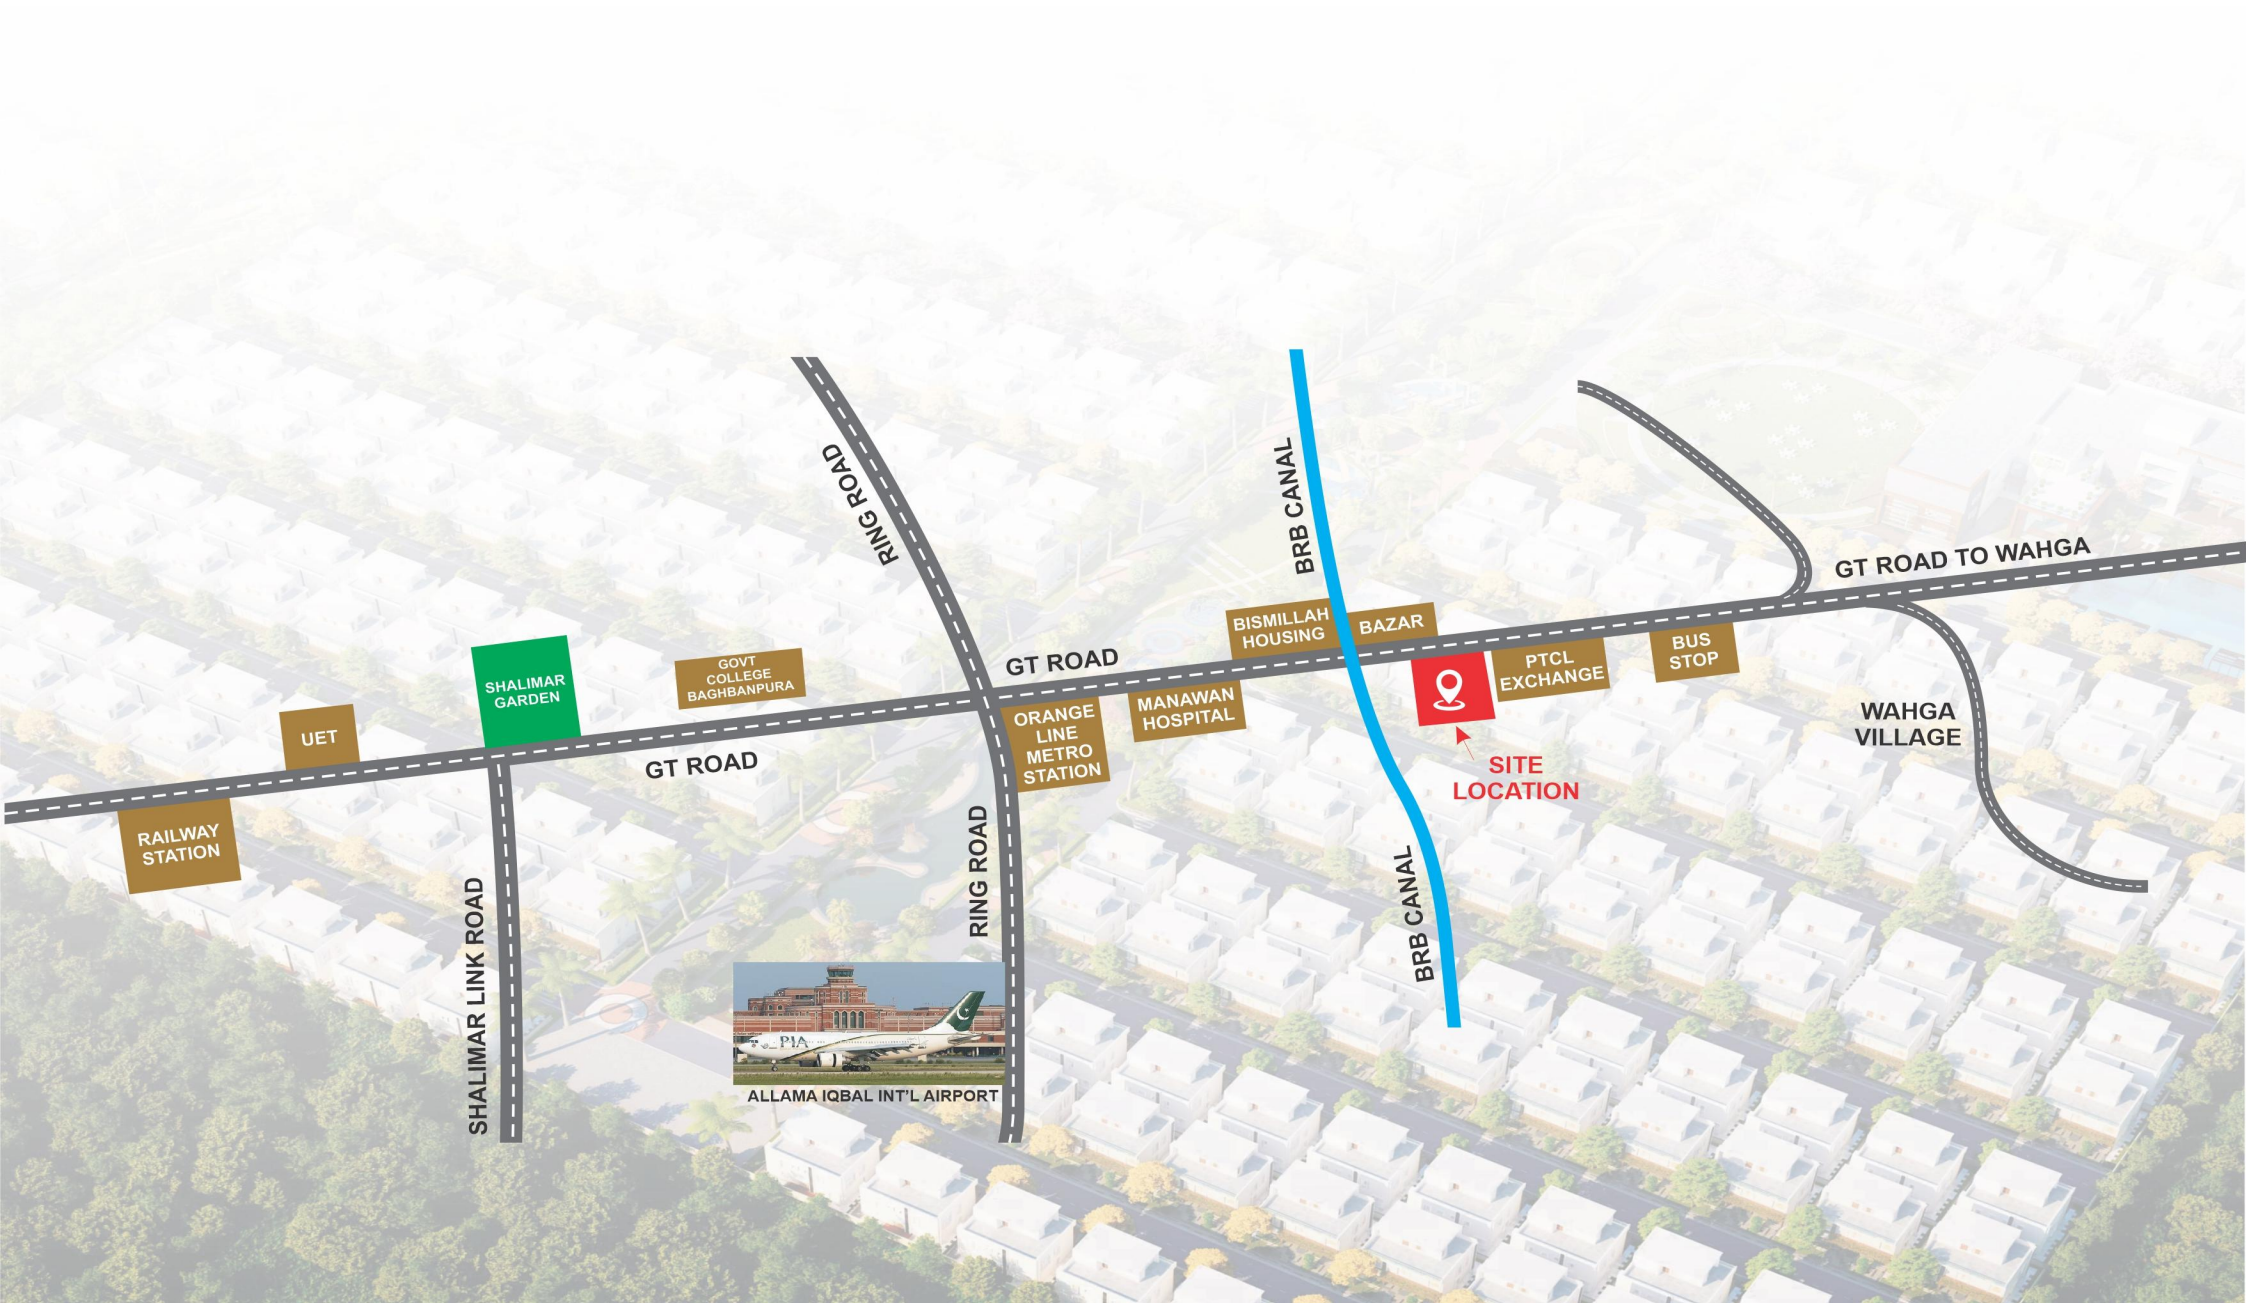 RING ROAD
BRB CANAL
GT ROAD TO WAHGA
BISMILLAH
HOUSING
BAZAR
GT ROAD
SHALIMAR
GARDEN
GOVT
COLLEGE
BAGHBANPURA
UET
GT ROAD
RAILWAY
STATION
ORANGE
LINE
METRO
STATION
MANAWAN
HOSPITAL
PTCL
EXCHANGE
BUS
STOP
SITE
LOCATION
WAHGA
VILLAGE
RING ROAD
BRB CANAL
SHALIMAR LINK ROAD
PIA
ALLAMA IQBAL INT'L AIRPORT